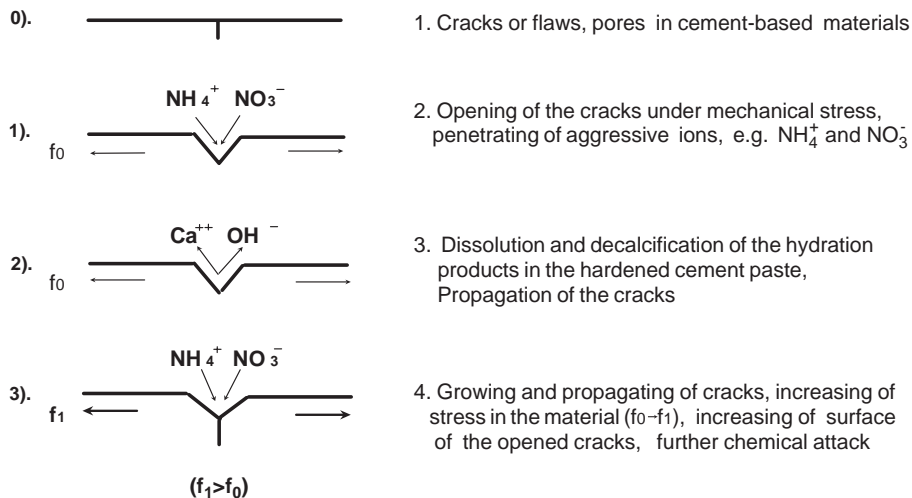 0).
1. Cracks or flaws, pores in cement-based materials
NH4+ NO3−
1).
f0
2. Opening of the cracks under mechanical stress,
penetrating of aggressive ions, e.g. NH4+ and NO3-
Ca++ OH −
2).
f0
3. Dissolution and decalcification of the hydration
products in the hardened cement paste,
Propagation of the cracks
NH4+ NO3−
3).
f1
4. Growing and propagating of cracks, increasing of
stress in the material (f0→f1), increasing of surface
of the opened cracks, further chemical attack
(f1>f0)